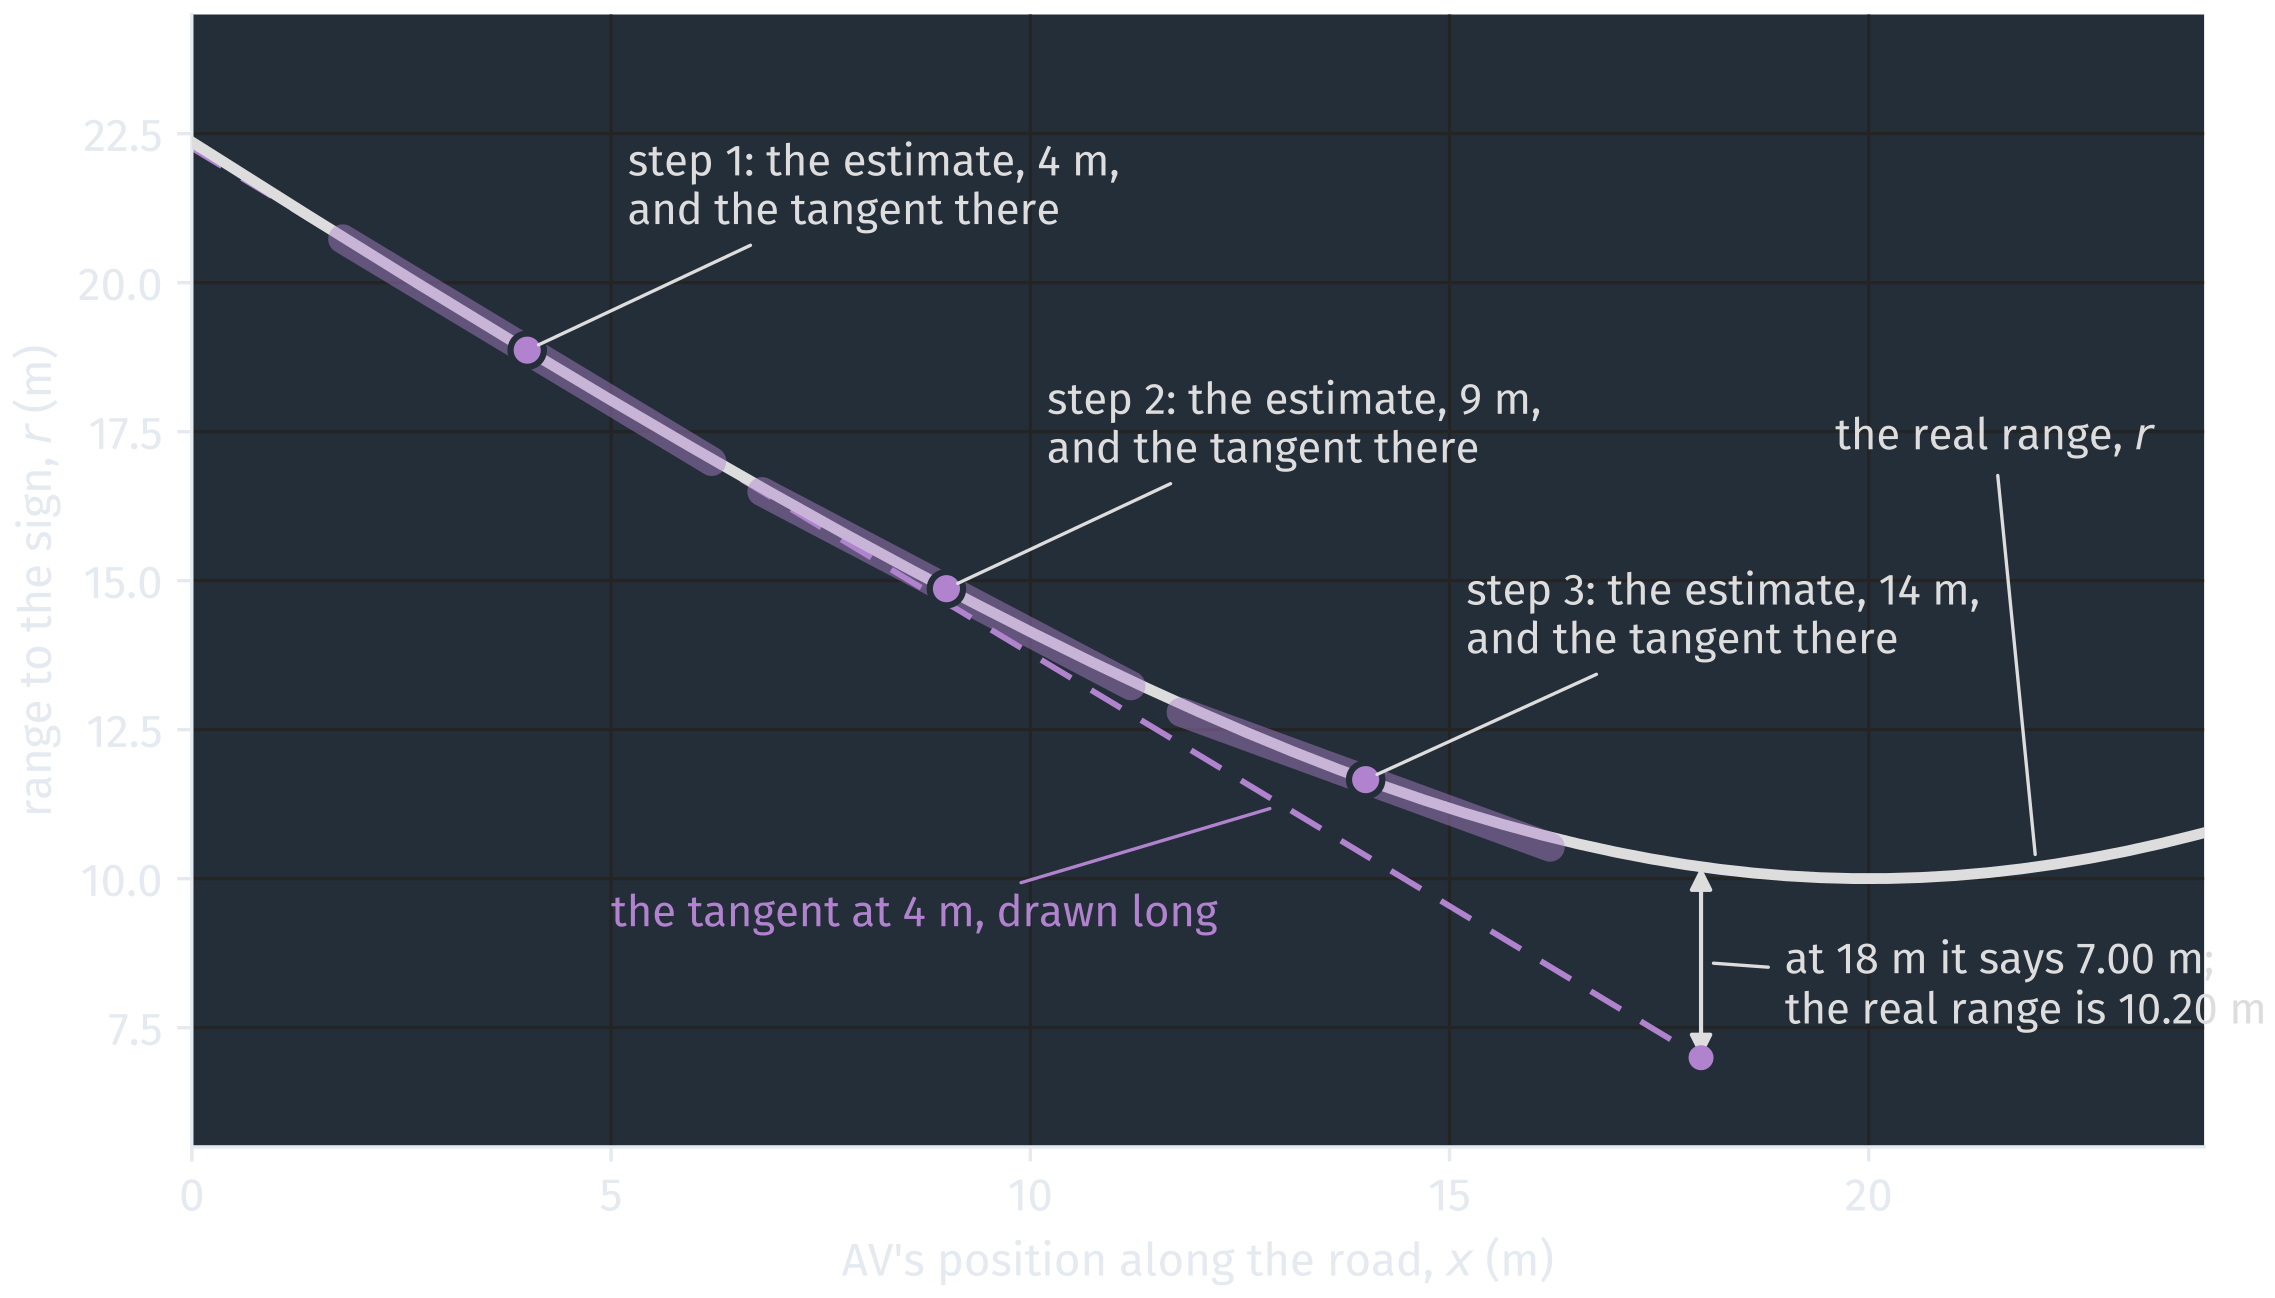 22.5
20.0
17.5
15.0
12.5
10.0
7.5
range to the sign, r (m)
step 1: the estimate, 4 m,
and the tangent there
step 2: the estimate, 9 m,
and the tangent there
the real range, r
step 3: the estimate, 14 m,
and the tangent there
the tangent at 4 m, drawn long
at 18 m it says 7.00 m;
the real range is 10.20 m
0
5
10
15
20
AV's position along the road, x (m)